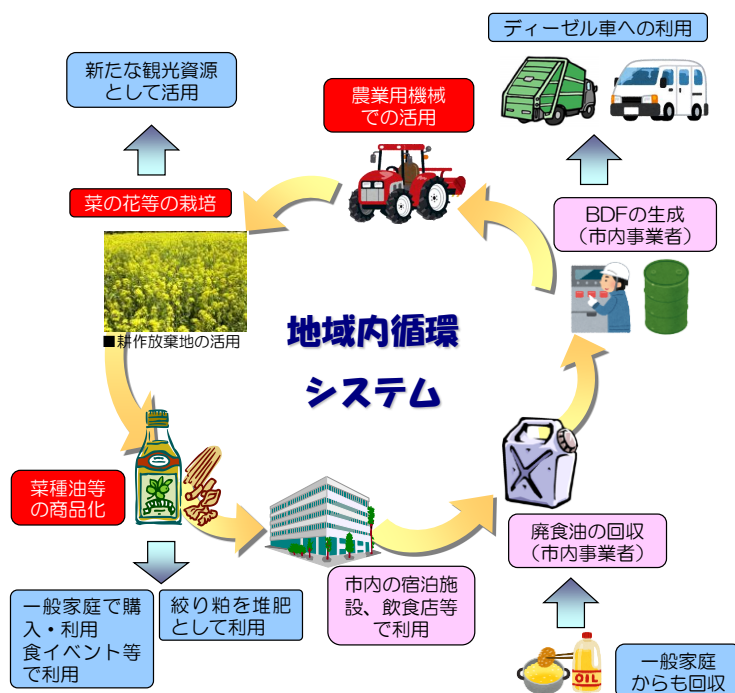 ディーゼル車への利用
新たな観光資源
として活用
農業用機械
での活用
菜の花等の栽培
BDFの生成
（市内事業者）
■耕作放棄地の活用
地域内循環
システム
菜種油等
の商品化
廃食油の回収
（市内事業者）
市内の宿泊施
設、飲食店等
で利用
一般家庭で購
入・利用
食イベント等
で利用
絞り粕を堆肥
として利用
OIL
一般家庭
からも回収